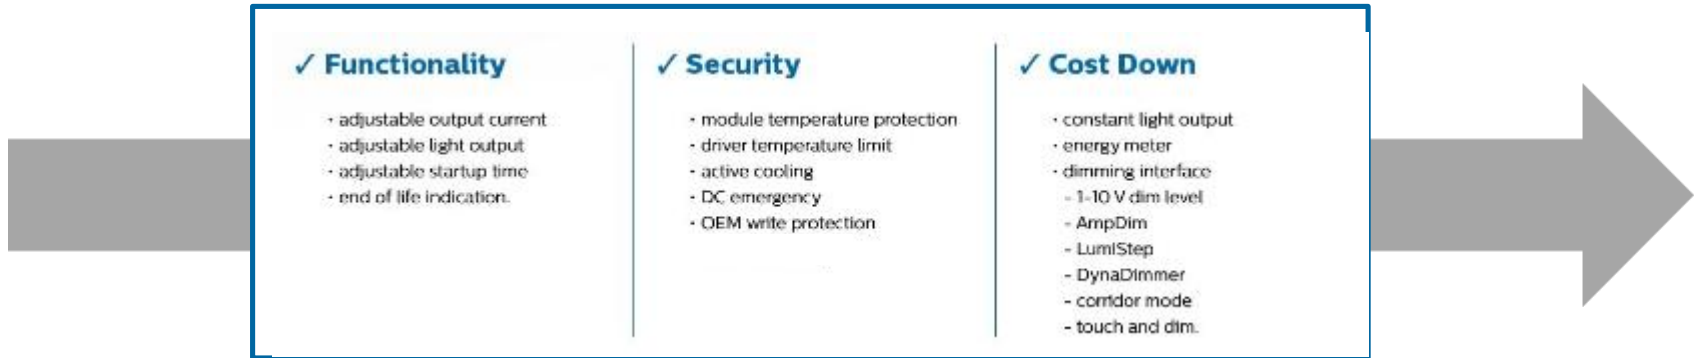 ✓ Functionality
· adjustable output current
· adjustable light output
· adjustable startup time
· end of life indication.
✓ Security
· module temperature protection
· driver temperature limit
· active cooling
· DC emergency
· OEM write protection
✓ Cost Down
· constant light output
· energy meter
· dimming interface
- 1-10 V dim level
- AmpDim
- LumiStep
- DynaDimmer
- corridor mode
- touch and dim.